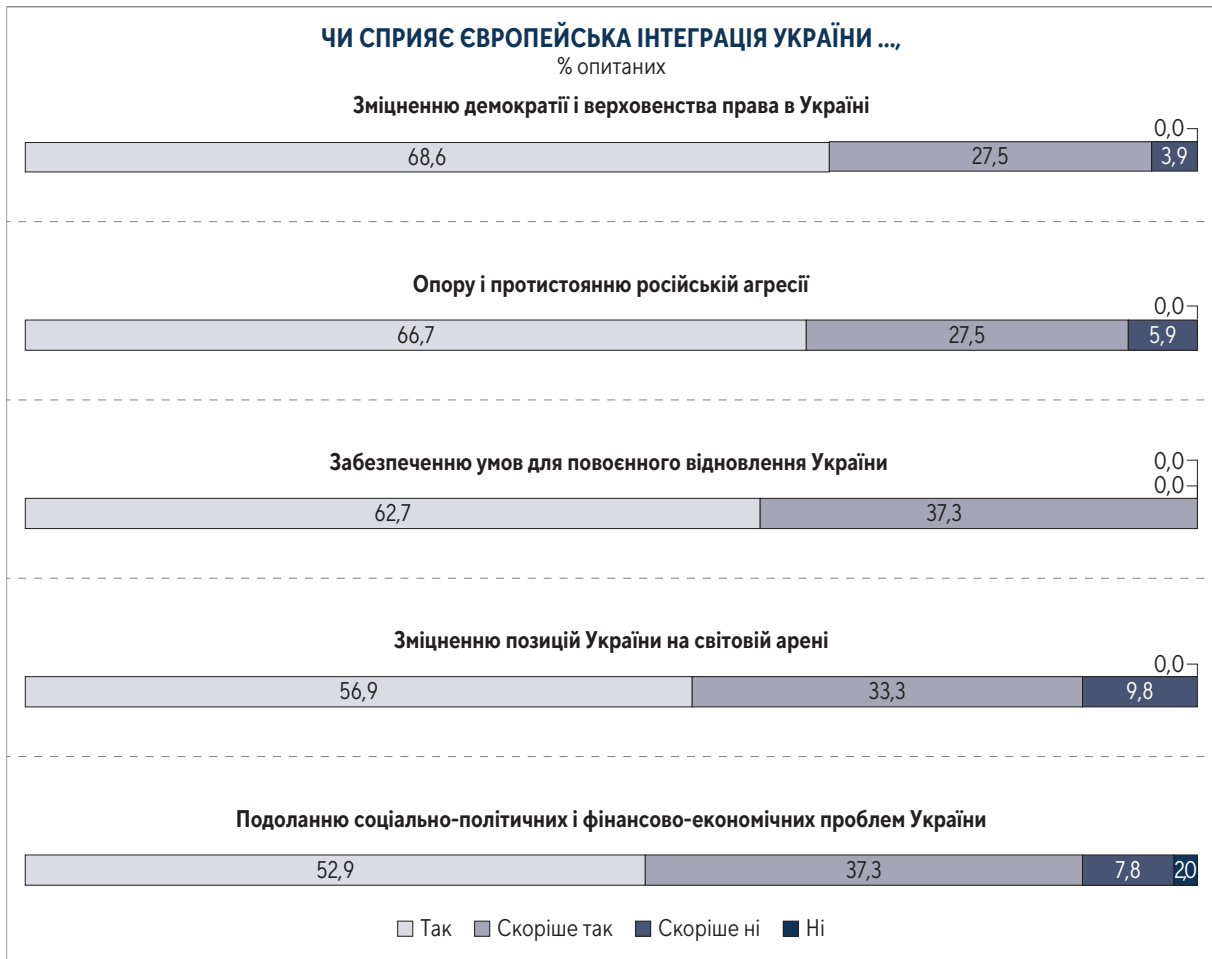 ЧИ СПРИЯЄ ЄВРОПЕЙСЬКА ІНТЕГРАЦІЯ УКРАЇНИ ...,
% опитаних
Зміцненню демократії і верховенства права в Україні
0,0
68,6 27,5 3,9
Опору і протистоянню російській агресії
0,0
66,7 27,5 5,9
Забезпеченню умов для повоєнного відновлення України
0,0
0,0
62,7 37,3
Зміцненню позицій України на світовій арені
0,0
56,9 33,3 9,8
Подоланню соціально-політичних і фінансово-економічних проблем України
52,9 37,3 7,8 2,0
Так Скоріше так Скоріше ні Ні